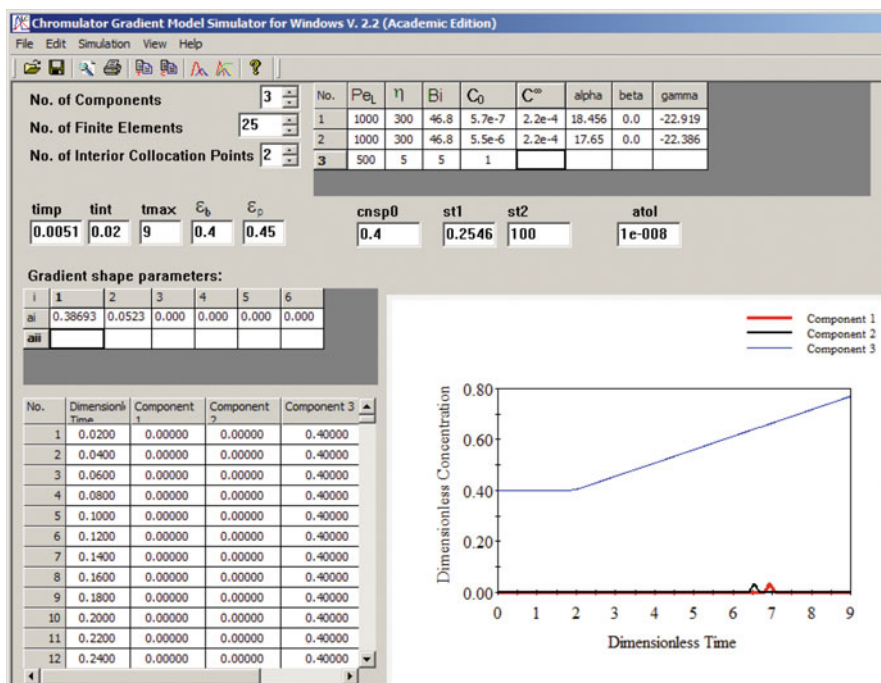 Chromulator Gradient Model Simulator for Windows V. 2.2 (Academic Edition)
File Edit Simulation View Help
No. of Components 3
No. of Finite Elements 25
No. of Interior Collocation Points 2
No. PeL η Bi C0 C∞ alpha beta gamma
1 1000 300 46.8 5.7e-7 2.2e-4 18.456 0.0 -22.919
2 1000 300 46.8 5.5e-6 2.2e-4 17.65 0.0 -22.386
3 500 5 5 1
timp tint tmax εb εp cnsp0 st1 st2 atol
0.0051 0.02 9 0.4 0.45 0.4 0.2546 100 1e-008
Gradient shape parameters:
i 1 2 3 4 5 6
ai 0.38693 0.0523 0.000 0.000 0.000 0.000
aii
No. Dimensionl Time Component 1 Component 2 Component 3
1 0.0200 0.00000 0.00000 0.40000
2 0.0400 0.00000 0.00000 0.40000
3 0.0600 0.00000 0.00000 0.40000
4 0.0800 0.00000 0.00000 0.40000
5 0.1000 0.00000 0.00000 0.40000
6 0.1200 0.00000 0.00000 0.40000
7 0.1400 0.00000 0.00000 0.40000
8 0.1600 0.00000 0.00000 0.40000
9 0.1800 0.00000 0.00000 0.40000
10 0.2000 0.00000 0.00000 0.40000
11 0.2200 0.00000 0.00000 0.40000
12 0.2400 0.00000 0.00000 0.40000
Component 1
Component 2
Component 3
Dimensionless Concentration
0.80
0.60
0.40
0.20
0.00
0 1 2 3 4 5 6 7 8 9
Dimensionless Time